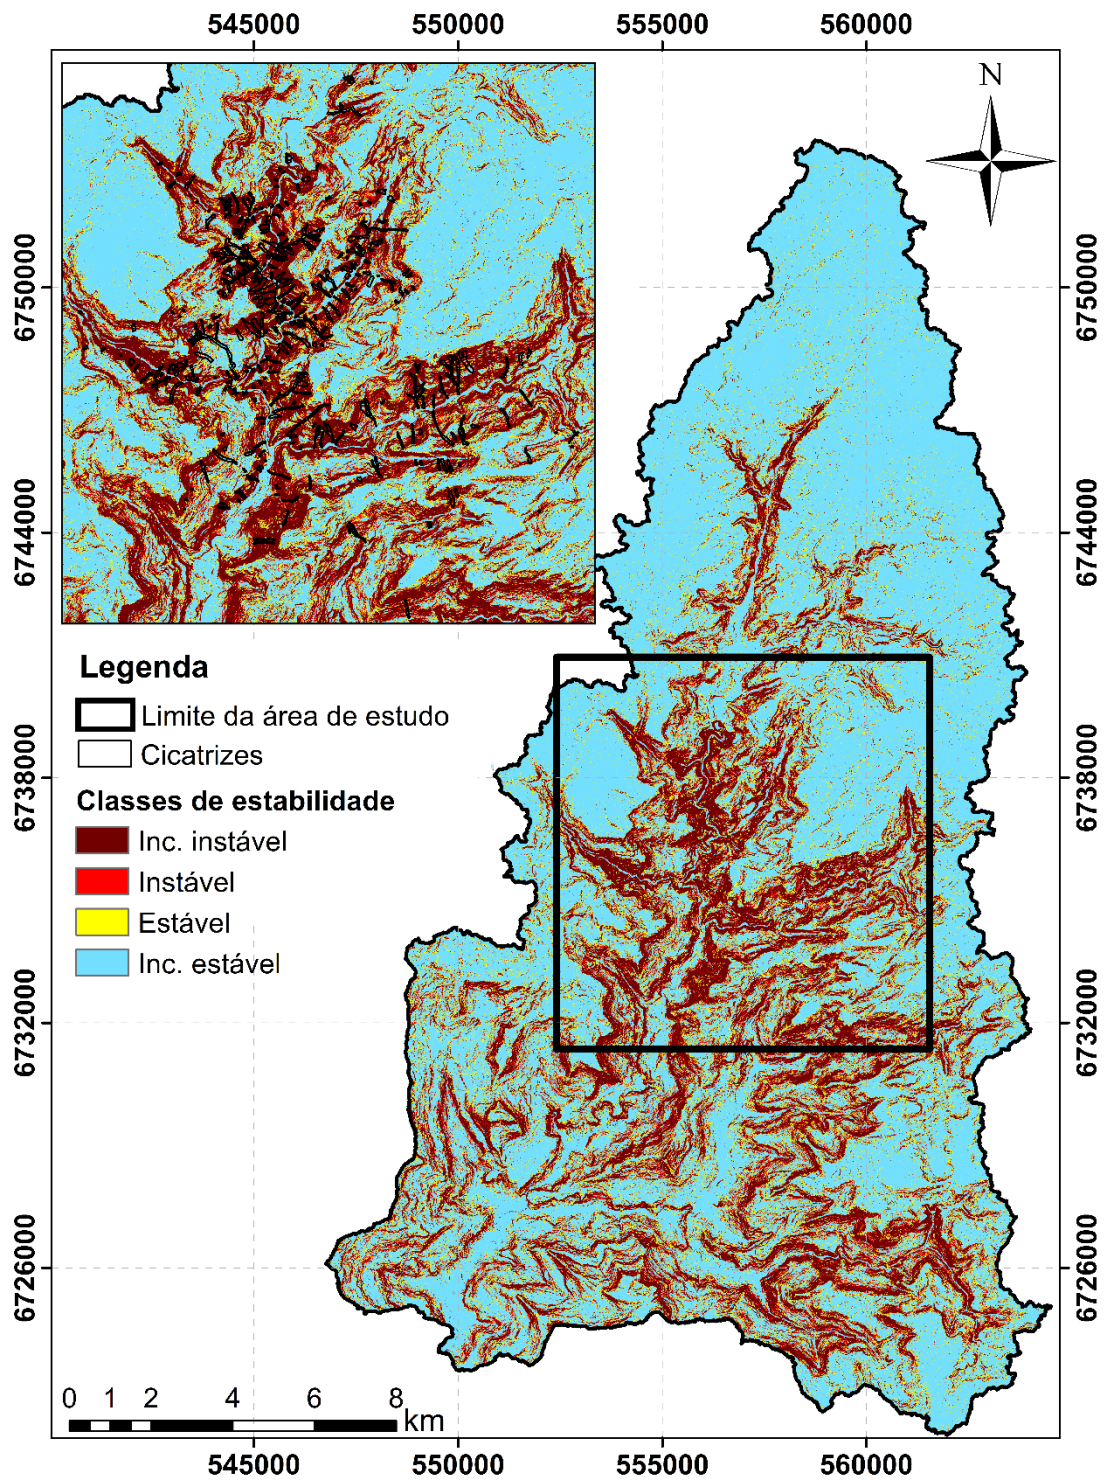 545000 550000 555000 560000
N
6750000 6750000
6744000 6744000
Legenda
Limite da área de estudo
Cicatrizes
Classes de estabilidade
Inc. instável
Instável
Estável
Inc. estável
6738000 6738000
6732000 6732000
6726000 6726000
0 1 2 4 6 8
km
545000 550000 555000 560000